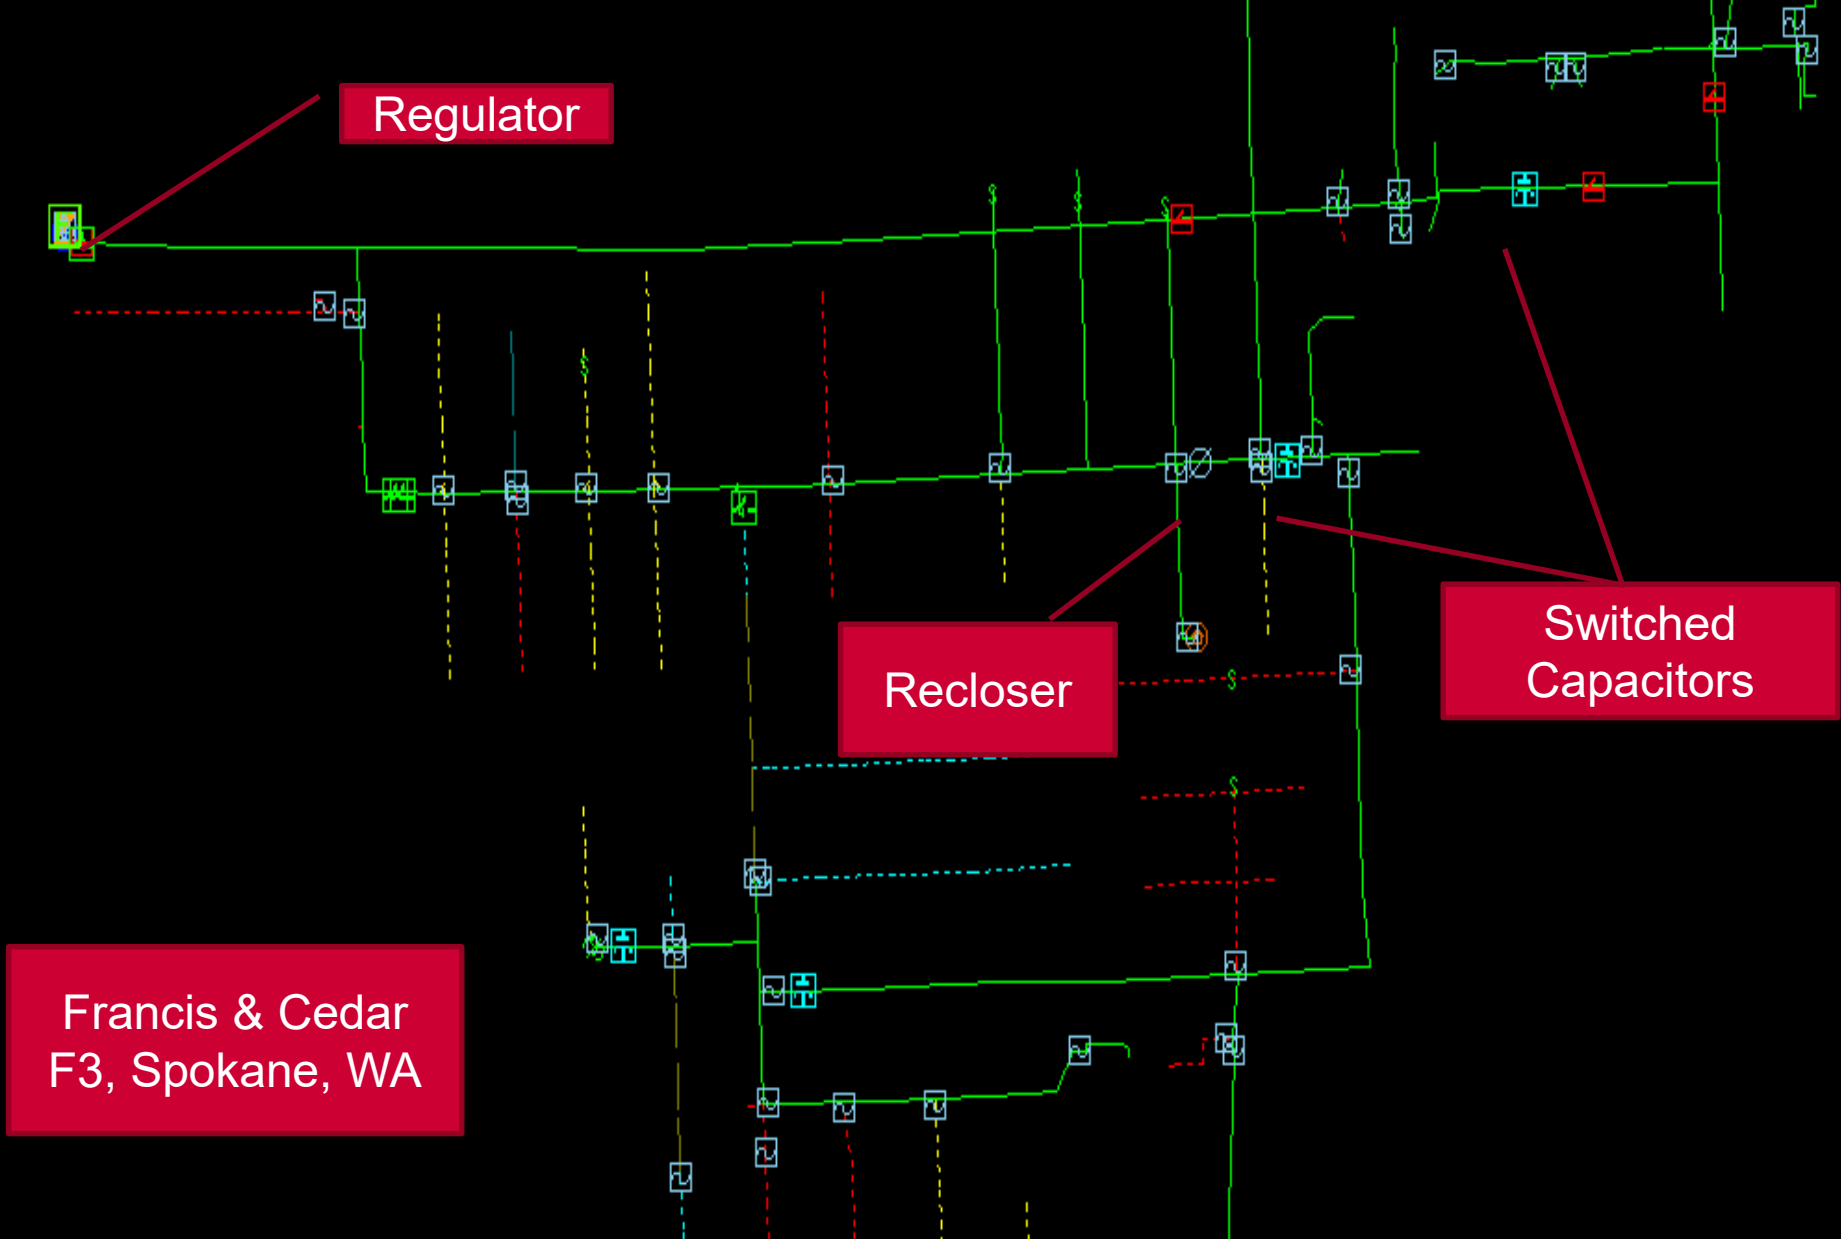 Regulator
Recloser
Switched
Capacitors
Francis & Cedar
F3, Spokane, WA